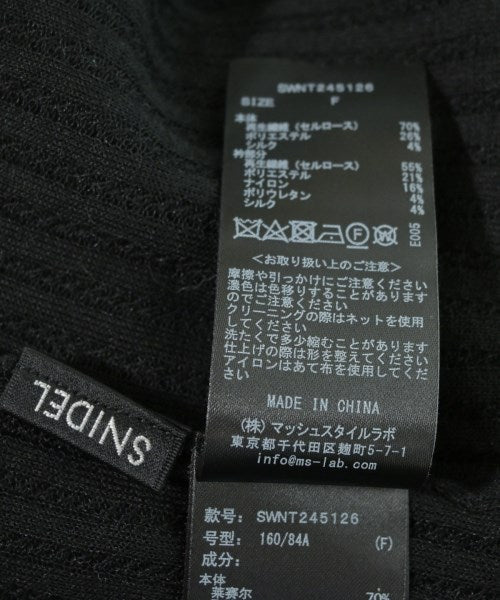 SWNT245126
SIZE F
本体
再生繊維(セルロース) 70%
ポリエステル 26%
シルク 4%
衿部分
再生繊維(セルロース) 55%
ポリエステル 21%
ナイロン 16%
ポリウレタン 4%
シルク 4%
E005
<お取り扱い上のご注意>
摩擦や引っかけにご注意ください
濃色は色移りすることがあります
のでご注意ください
クリーニングの際はネットを使用
してください
洗たくで多少縮むことがあります
仕上げの際は形を整えてください
アイロンはあて布を使用してくだ
さい
MADE IN CHINA
(株)マッシュスタイルラボ
東京都千代田区麹町5-7-1
info@ms-lab.com
SNIDEL
款号: SWNT245126
号型: 160/84A (F)
成分:
本体
莱赛尔 70%